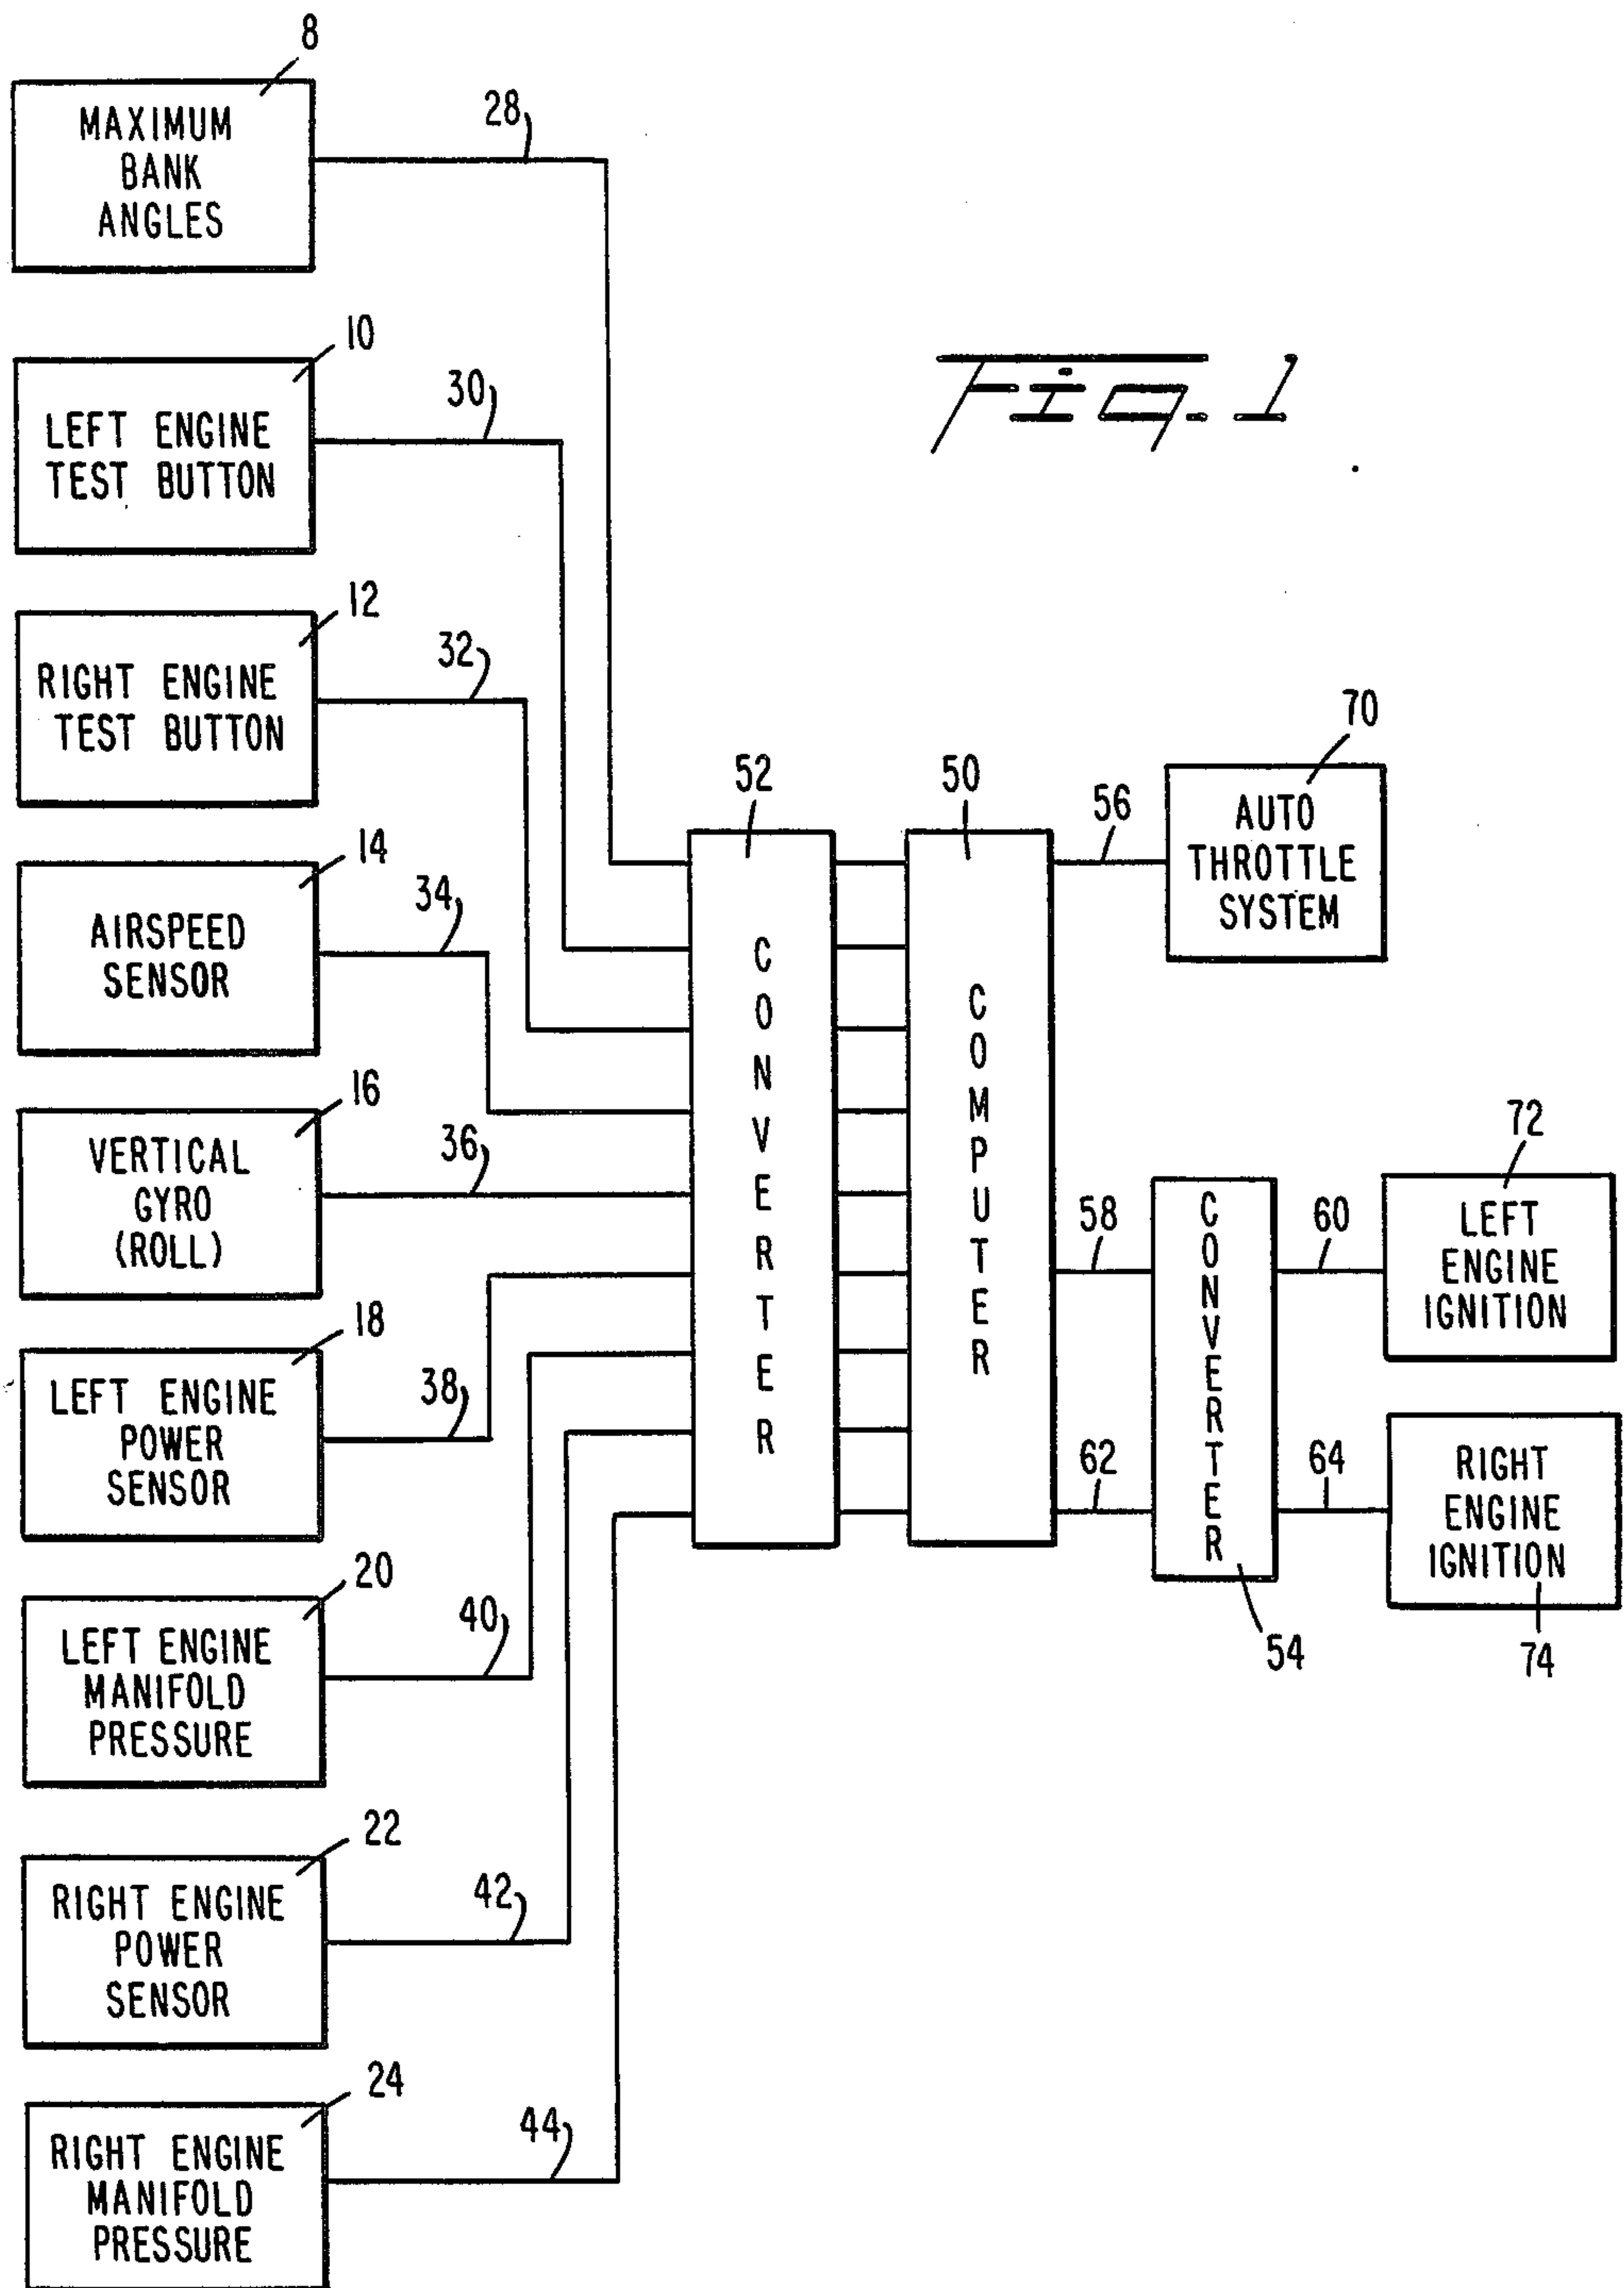 8
MAXIMUM
BANK
ANGLES
28
10
LEFT ENGINE
TEST BUTTON
30
Fig. 1
12
RIGHT ENGINE
TEST BUTTON
32
14
AIRSPEED
SENSOR
34
16
VERTICAL
GYRO
(ROLL)
36
18
LEFT ENGINE
POWER
SENSOR
38
20
LEFT ENGINE
MANIFOLD
PRESSURE
40
22
RIGHT ENGINE
POWER
SENSOR
42
24
RIGHT ENGINE
MANIFOLD
PRESSURE
44
52
CONVERTER
50
COMPUTER
56
70
AUTO
THROTTLE
SYSTEM
58
62
CONVERTER
54
60
72
LEFT
ENGINE
IGNITION
64
RIGHT
ENGINE
IGNITION
74